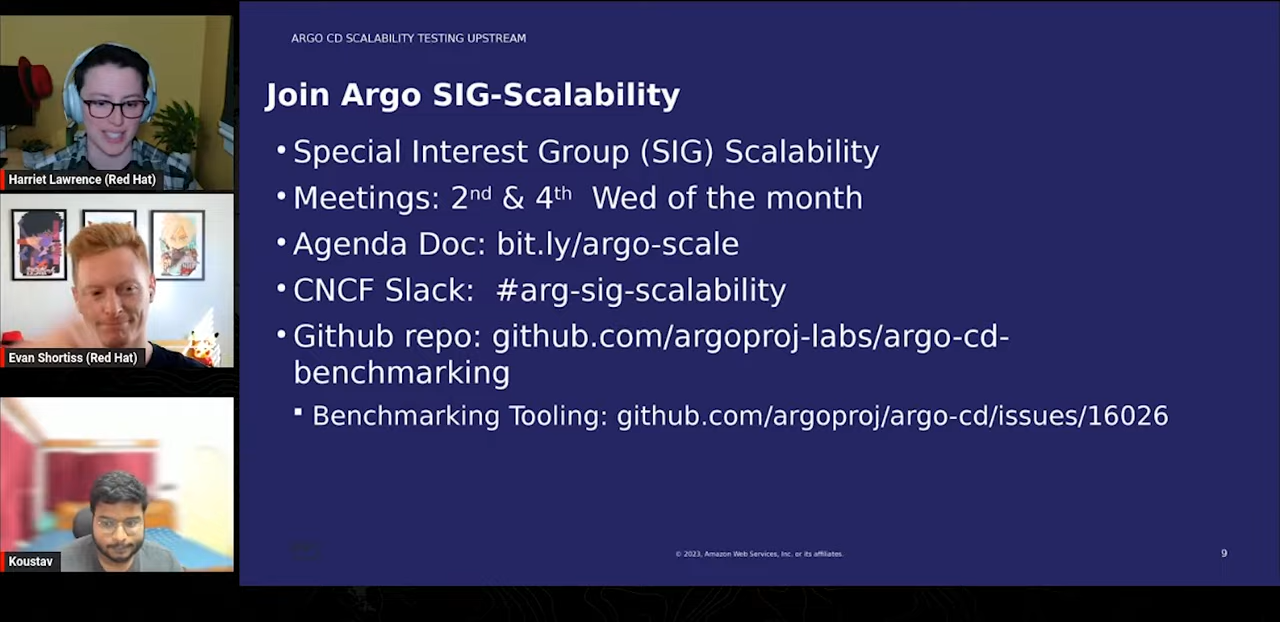 Harriet Lawrence (Red Hat)
Evan Shortiss (Red Hat)
Koustav
ARGO CD SCALABILITY TESTING UPSTREAM
Join Argo SIG-Scalability
• Special Interest Group (SIG) Scalability
• Meetings: 2nd & 4th Wed of the month
• Agenda Doc: bit.ly/argo-scale
• CNCF Slack: #arg-sig-scalability
• Github repo: github.com/argoproj-labs/argo-cd-
benchmarking
▪ Benchmarking Tooling: github.com/argoproj/argo-cd/issues/16026
© 2023, Amazon Web Services, Inc. or its affiliates.
9